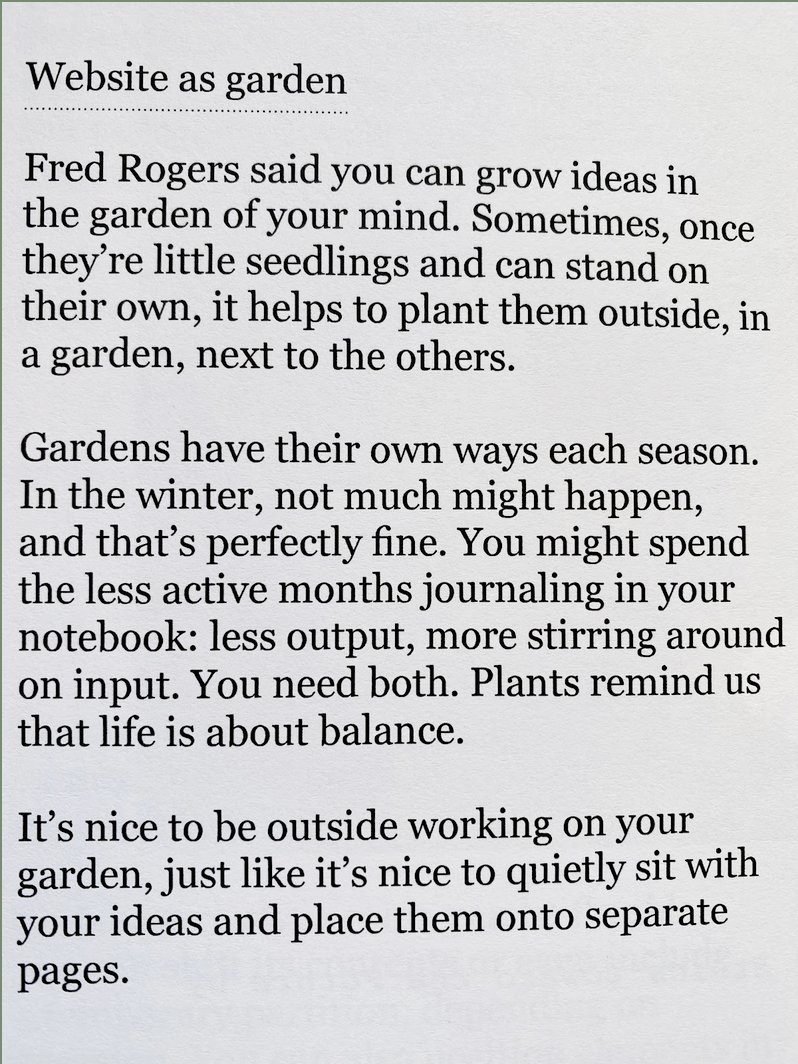 Website as garden
Fred Rogers said you can grow ideas in
the garden of your mind. Sometimes, once
they’re little seedlings and can stand on
their own, it helps to plant them outside, in
a garden, next to the others.
Gardens have their own ways each season.
In the winter, not much might happen,
and that’s perfectly fine. You might spend
the less active months journaling in your
notebook: less output, more stirring around
on input. You need both. Plants remind us
that life is about balance.
It’s nice to be outside working on your
garden, just like it’s nice to quietly sit with
your ideas and place them onto separate
pages.